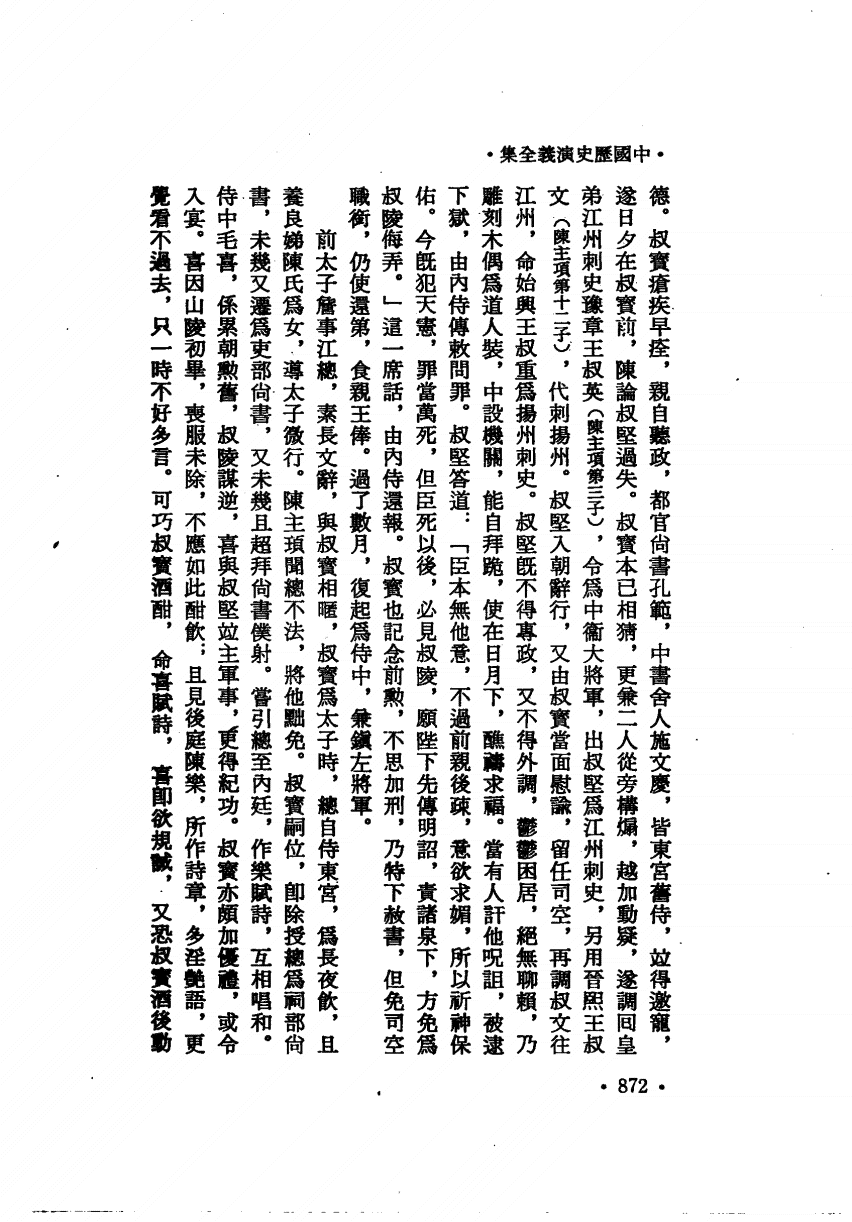 •中國歷史演義全集•
德。叔寶瘡疾早痊，親自聽政，都官尚書孔範，中書舍人施文慶，皆東宮舊侍，竝得邀寵，
遂日夕在叔寶前，陳論叔堅過失。叔寶本已相猜，更兼二人從旁構煽，越加動疑，遂調回皇
弟江州刺史豫章王叔英（陳主頊第三子），令為中衞大將軍，出叔堅爲江州刺史，另用晉熙王叔
文（陳主頊第十二子），代刺揚州。叔堅入朝辭行，又由叔寶當面慰諭，留任司空，再調叔文往
江州，命始興王叔重爲揚州刺史。叔堅旣不得專政，又不得外調，鬱鬱困居，絕無聊賴，乃
雕刻木偶爲道人裝，中設機關，能自拜跪，使在日月下，醮禱求福。當有人訐他呪詛，被逮
下獄，由內侍傳敕問罪。叔堅答道：「臣本無他意，不過前親後疎，意欲求媚，所以祈神保
佑。今旣犯天憲，罪當萬死，但臣死以後，必見叔陵，願陛下先傳明詔，責諸泉下，方免爲
叔陵侮弄。」這一席話，由內侍還報。叔寶也記念前勳，不思加刑，乃特下赦書，但免司空
職銜，仍使還第，食親王俸。過了數月，復起爲侍中，兼鎭左將軍。
前太子詹事江總，素長文辭，與叔寶相暱，叔寶爲太子時，總自侍東宮，爲長夜飲，且
養良娣陳氏爲女，導太子微行。陳主頊聞總不法，將他黜免。叔寶嗣位，卽除授總爲祠部尙
書，未幾又遷爲吏部尙書，又未幾且超拜尙書僕射。嘗引總至內廷，作樂賦詩，互相唱和。
侍中毛喜，係累朝勳舊，叔陵謀逆，喜與叔堅竝主軍事，更得紀功。叔寶亦頗加優禮，或令
入宴。喜因山陵初畢，喪服未除，不應如此酣飮；且見後庭陳樂，所作詩章，多淫艷語，更
覺看不過去，只一時不好多言。可巧叔寶酒酣，命喜賦詩，喜卽欲規諴，又恐叔寶酒後動
•872•